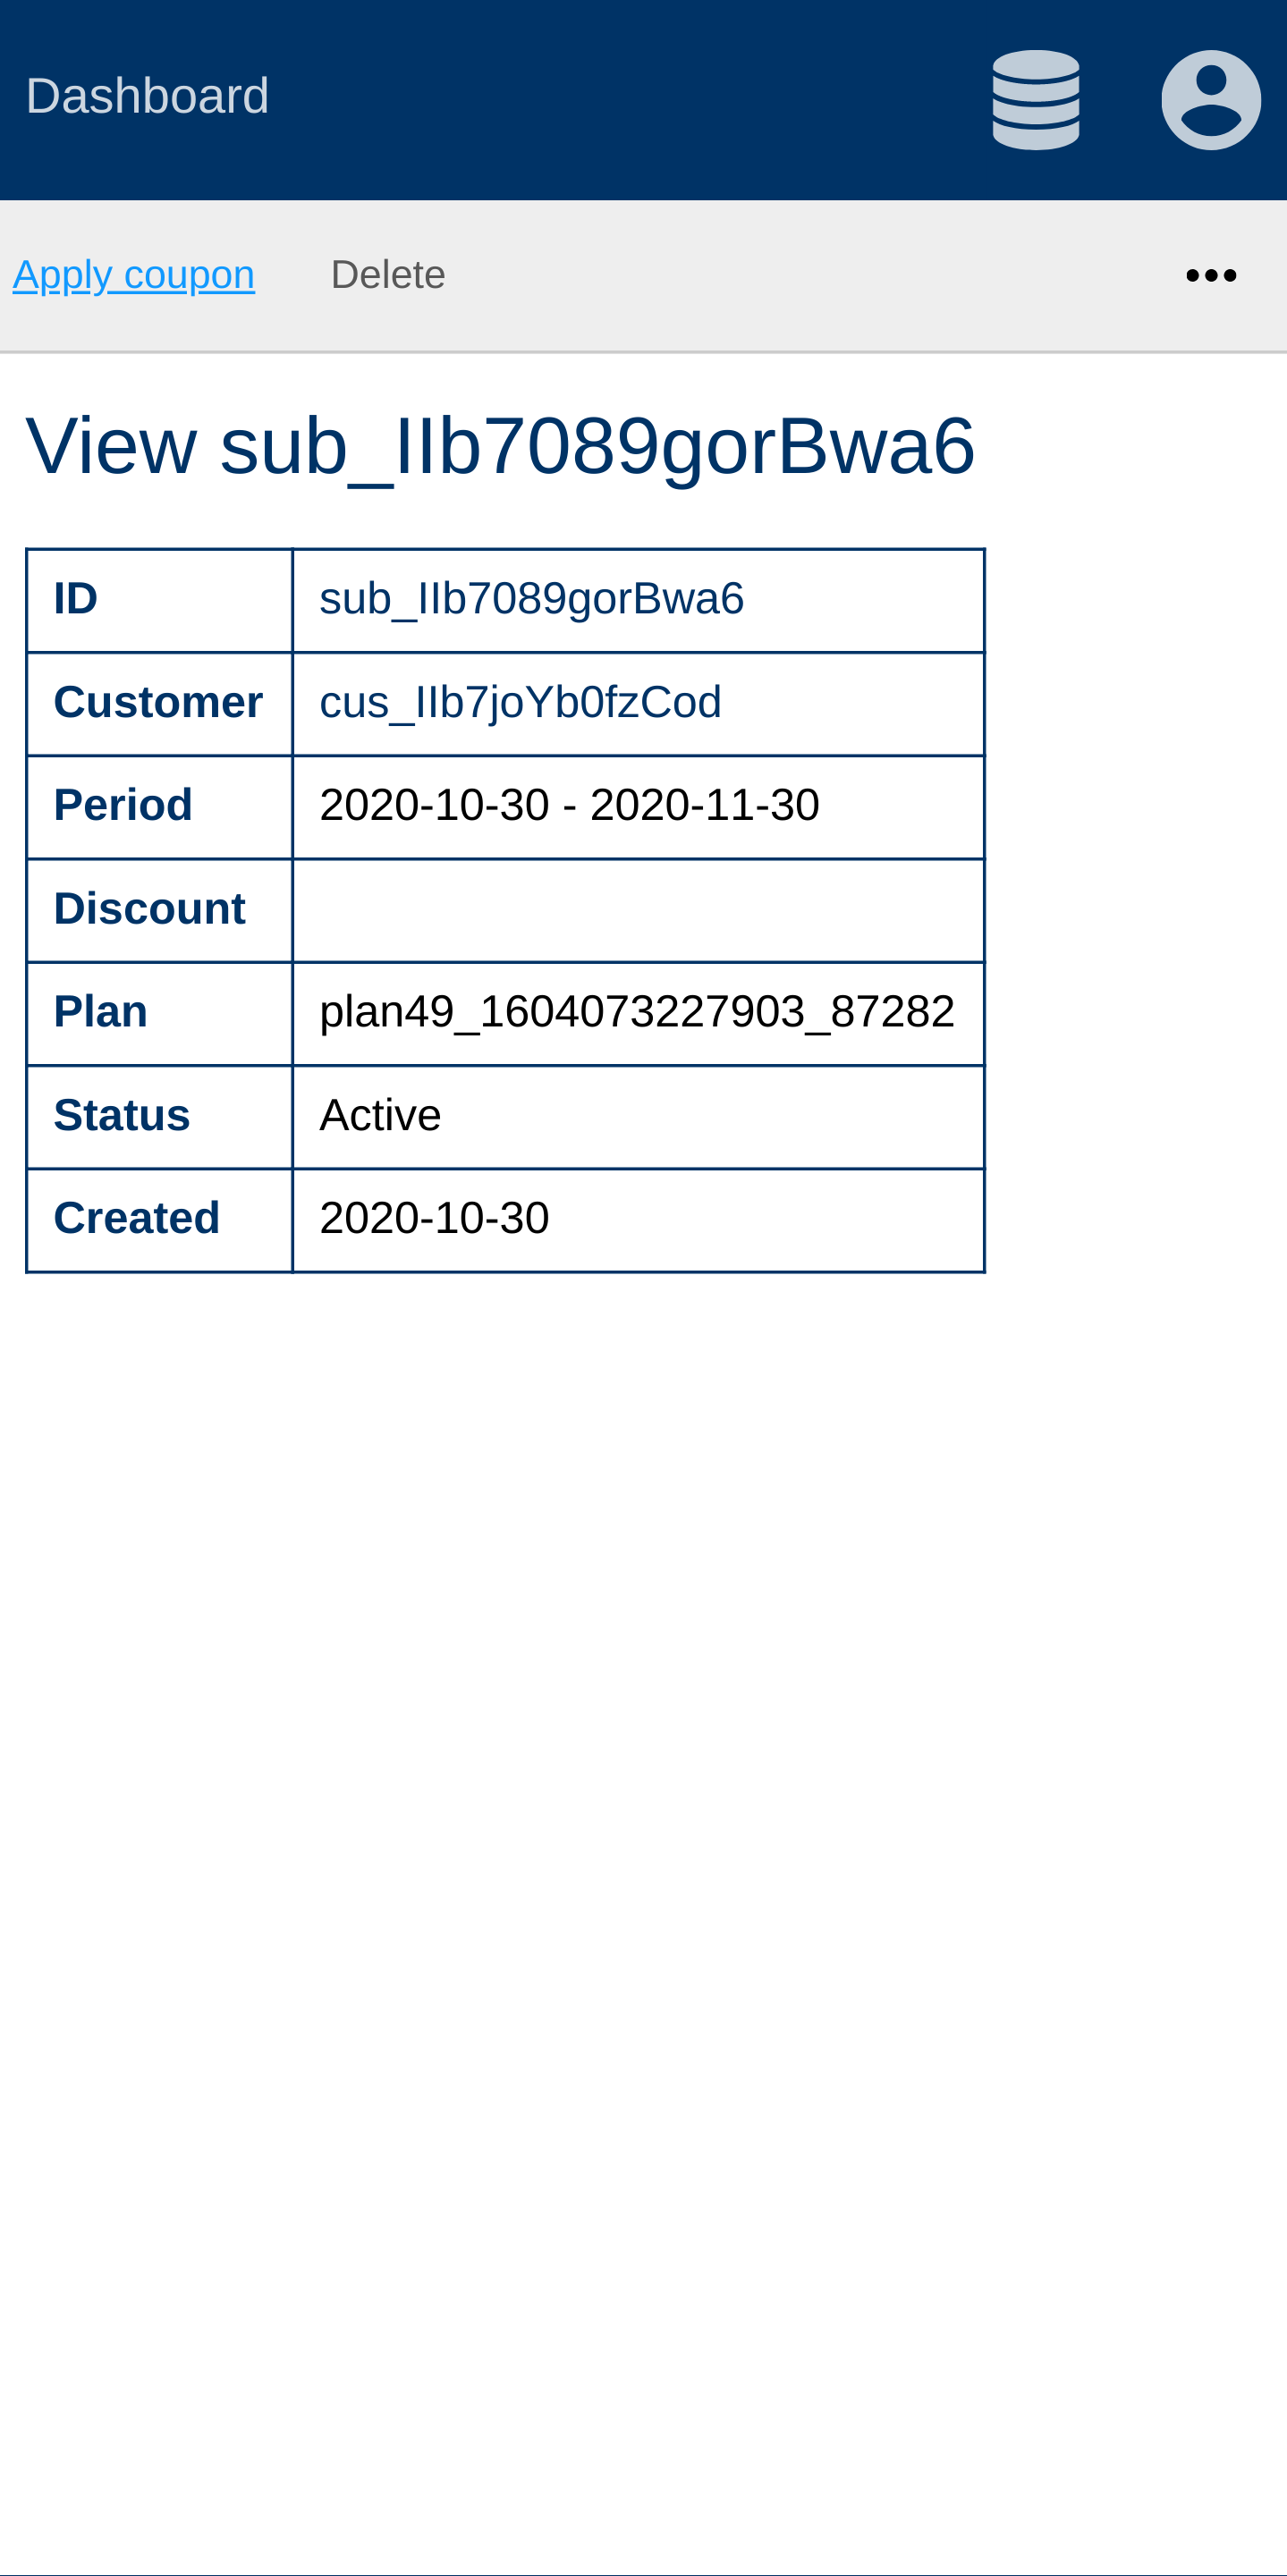 Dashboard
Apply coupon Delete
View sub_IIb7089gorBwa6
ID sub_IIb7089gorBwa6
Customer cus_IIb7joYb0fzCod
Period 2020-10-30 - 2020-11-30
Discount
Plan plan49_1604073227903_87282
Status Active
Created 2020-10-30